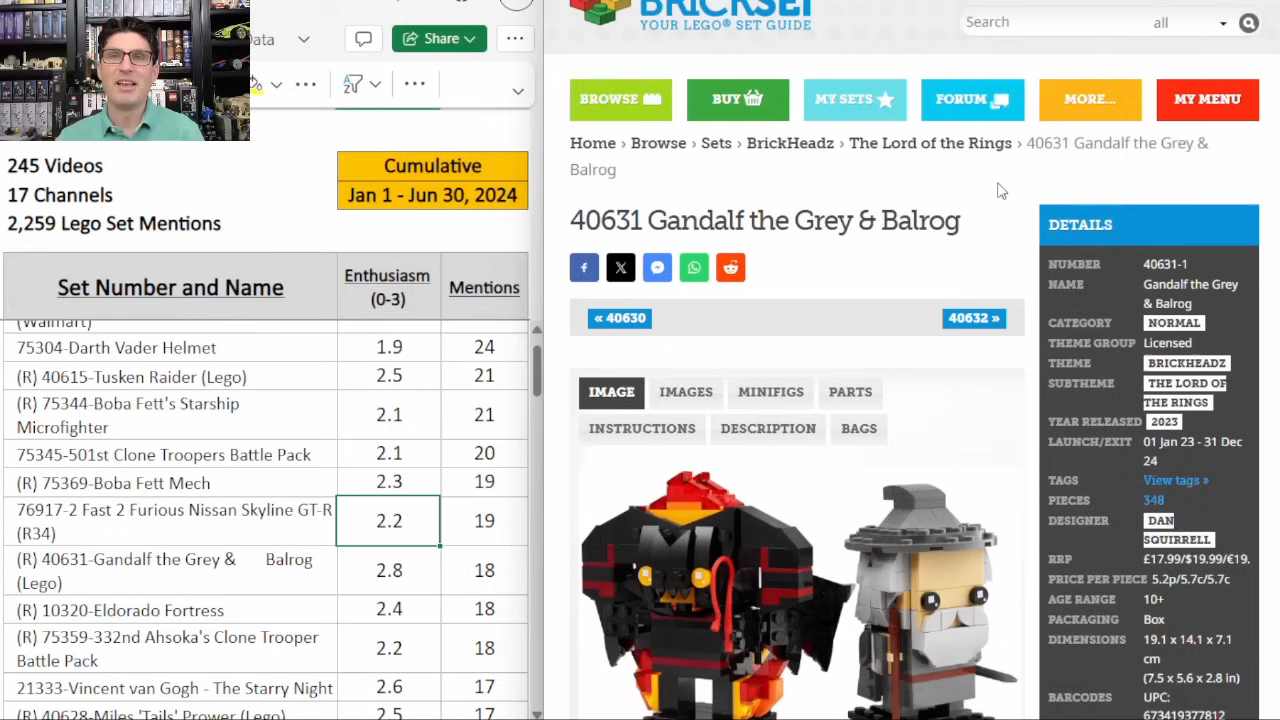 ata
Share
245 Videos
17 Channels
2,259 Lego Set Mentions
Cumulative
Jan 1 - Jun 30, 2024
Set Number and Name
Enthusiasm
(0-3)
Mentions
(Walmart)
75304-Darth Vader Helmet 1.9 24
(R) 40615-Tusken Raider (Lego) 2.5 21
(R) 75344-Boba Fett's Starship
Microfighter 2.1 21
75345-501st Clone Troopers Battle Pack 2.1 20
(R) 75369-Boba Fett Mech 2.3 19
76917-2 Fast 2 Furious Nissan Skyline GT-R
(R34) 2.2 19
(R) 40631-Gandalf the Grey & Balrog
(Lego) 2.8 18
(R) 10320-Eldorado Fortress 2.4 18
(R) 75359-332nd Ahsoka's Clone Trooper
Battle Pack 2.2 18
21333-Vincent van Gogh - The Starry Night 2.6 17
(R) 40628-Miles 'Tails' Prower (Lego) 2.5 17
BRICKSET
YOUR LEGO® SET GUIDE
Search all
BROWSE BUY MY SETS FORUM MORE... MY MENU
Home › Browse › Sets › BrickHeadz › The Lord of the Rings › 40631 Gandalf the Grey &
Balrog
40631 Gandalf the Grey & Balrog
« 40630 40632 »
IMAGE IMAGES MINIFIGS PARTS
INSTRUCTIONS DESCRIPTION BAGS
DETAILS
NUMBER 40631-1
NAME Gandalf the Grey
& Balrog
CATEGORY NORMAL
THEME GROUP Licensed
THEME BRICKHEADZ
SUBTHEME THE LORD OF
THE RINGS
YEAR RELEASED 2023
LAUNCH/EXIT 01 Jan 23 - 31 Dec
24
TAGS View tags »
PIECES 348
DESIGNER DAN
SQUIRRELL
RRP £17.99/$19.99/€19.
PRICE PER PIECE 5.2p/5.7c/5.7c
AGE RANGE 10+
PACKAGING Box
DIMENSIONS 19.1 x 14.1 x 7.1
cm
(7.5 x 5.6 x 2.8 in)
BARCODES UPC:
673419377812